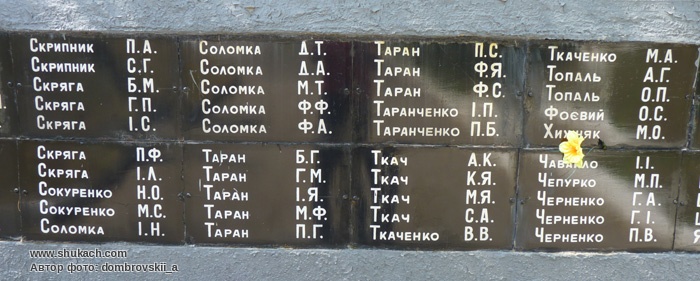 Скрипник П.А.
Скрипник С.Г.
Скряга Б.М.
Скряга Г.П.
Скряга І.С.
Скряга П.Ф.
Скряга І.Л.
Сокуренко Н.О.
Сокуренко М.С.
Соломка І.Н.
Соломка Д.Т.
Соломка Д.А.
Соломка М.Т.
Соломка Ф.Ф.
Соломка Ф.А.
Таран Б.Г.
Таран Г.М.
Таран І.Я.
Таран М.Ф.
Таран П.Г.
Таран П.С.
Таран Ф.Я.
Таран Ф.С.
Таранченко І.П.
Таранченко П.Б.
Ткач А.К.
Ткач К.Я.
Ткач М.Я.
Ткач С.А.
Ткаченко В.В.
Ткаченко М.А.
Топаль А.Г.
Топаль О.П.
Фоєвий О.С.
Хижняк М.О.
І.І.
Чепурко М.П.
Черненко Г.А.
Черненко Г.І.
Черненко П.В.
www.shukach.com
Автор фото: dombrovskii_a